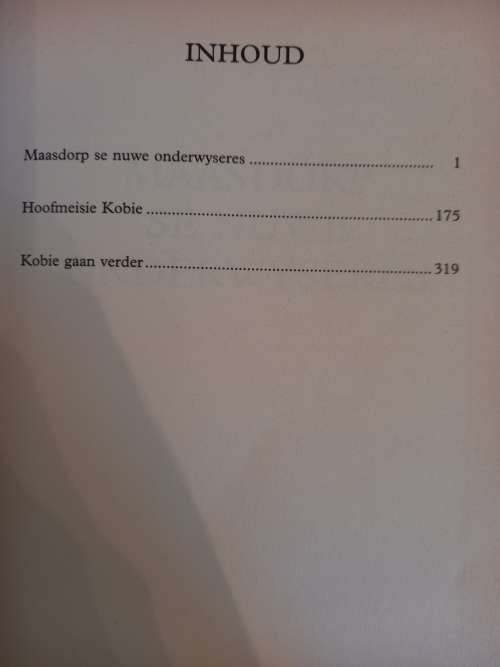 INHOUD
Maasdorp se nuwe onderwyseres ............................................ 1
Hoofmeisie Kobie ...................................................................... 175
Kobie gaan verder ...................................................................... 319